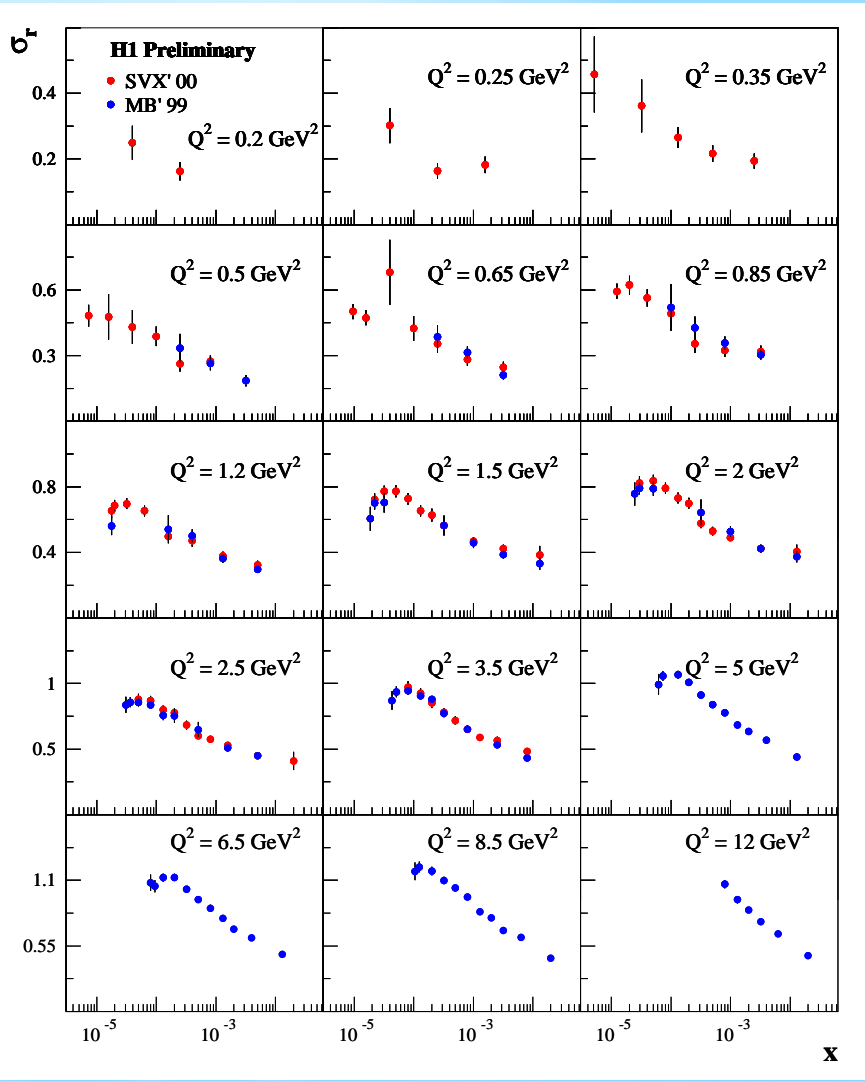 σr
H1 Preliminary
SVX' 00
MB' 99
Q² = 0.2 GeV²
Q² = 0.25 GeV²
Q² = 0.35 GeV²
0.4
0.2
Q² = 0.5 GeV²
Q² = 0.65 GeV²
Q² = 0.85 GeV²
0.6
0.3
Q² = 1.2 GeV²
Q² = 1.5 GeV²
Q² = 2 GeV²
0.8
0.4
Q² = 2.5 GeV²
Q² = 3.5 GeV²
Q² = 5 GeV²
1
0.5
Q² = 6.5 GeV²
Q² = 8.5 GeV²
Q² = 12 GeV²
1.1
0.55
10⁻⁵ 10⁻³ 10⁻⁵ 10⁻³ 10⁻⁵ 10⁻³
x